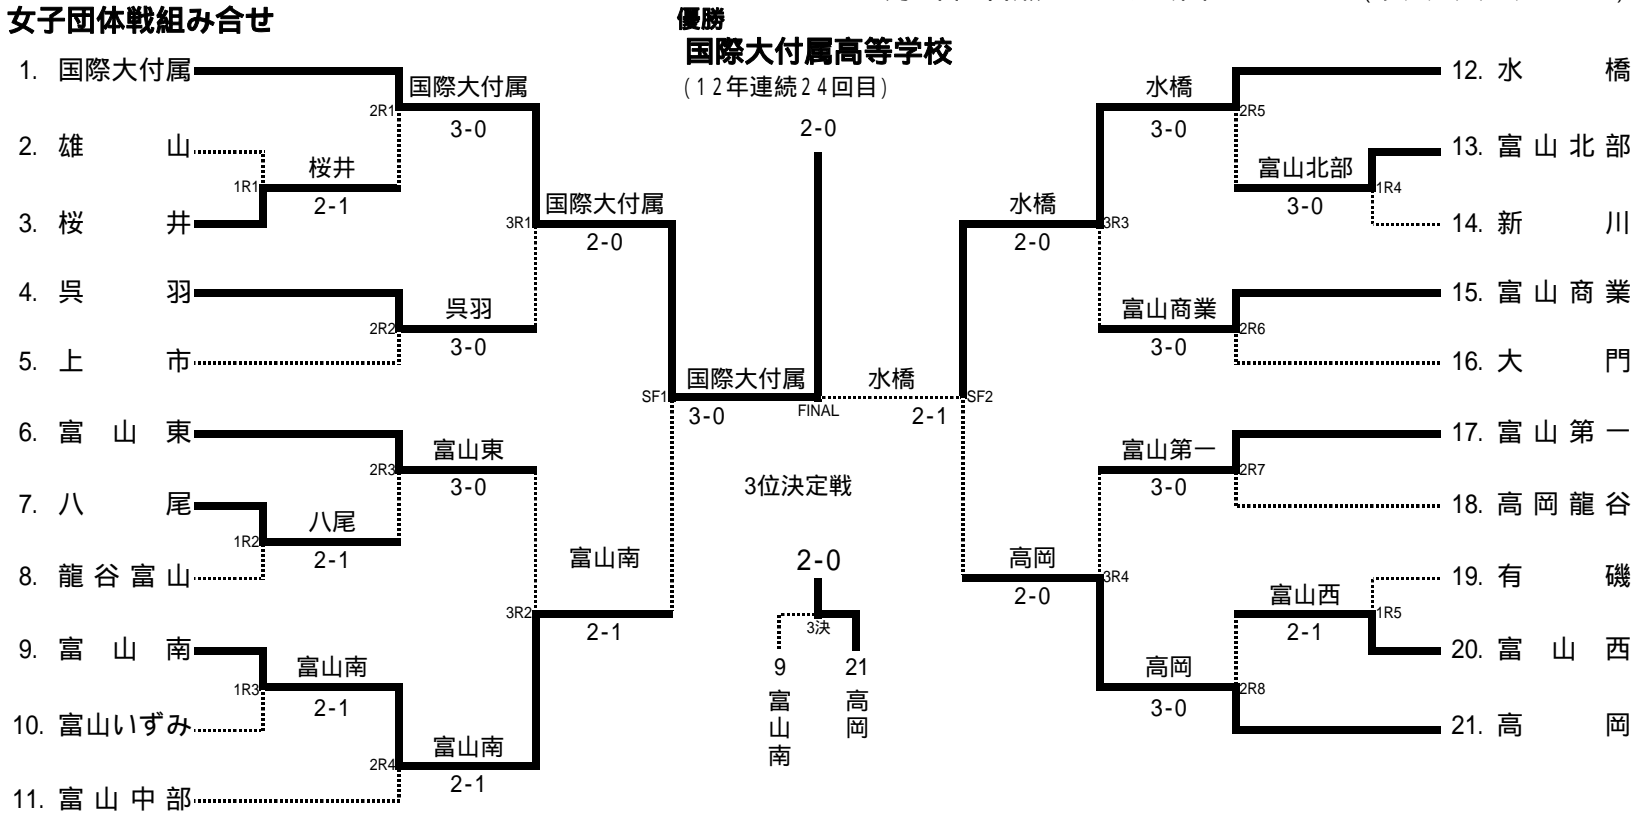 女子団体戦組み合せ
優勝
国際大付属高等学校
(12年連続24回目)
2-0
1. 国際大付属
2. 雄山
3. 桜井
4. 呉羽
5. 上市
6. 富山東
7. 八尾
8. 龍谷富山
9. 富山南
10. 富山いずみ
11. 富山中部
1R1
桜井
2-1
1R2
八尾
2-1
1R3
富山南
2-1
2R1
国際大付属
3-0
2R2
呉羽
3-0
2R3
富山東
3-0
2R4
富山南
2-1
3R1
国際大付属
2-0
3R2
富山南
2-1
SF1
国際大付属
3-0
FINAL
水橋
2-1
SF2
3位決定戦
2-0
3決
9 富山南
21 高岡
水橋
2-0
3R3
高岡
2-0
3R4
水橋
3-0
2R5
富山商業
3-0
2R6
富山第一
3-0
2R7
高岡
3-0
2R8
富山北部
3-0
1R4
富山西
2-1
1R5
12. 水橋
13. 富山北部
14. 新川
15. 富山商業
16. 大門
17. 富山第一
18. 高岡龍谷
19. 有磯
20. 富山西
21. 高岡